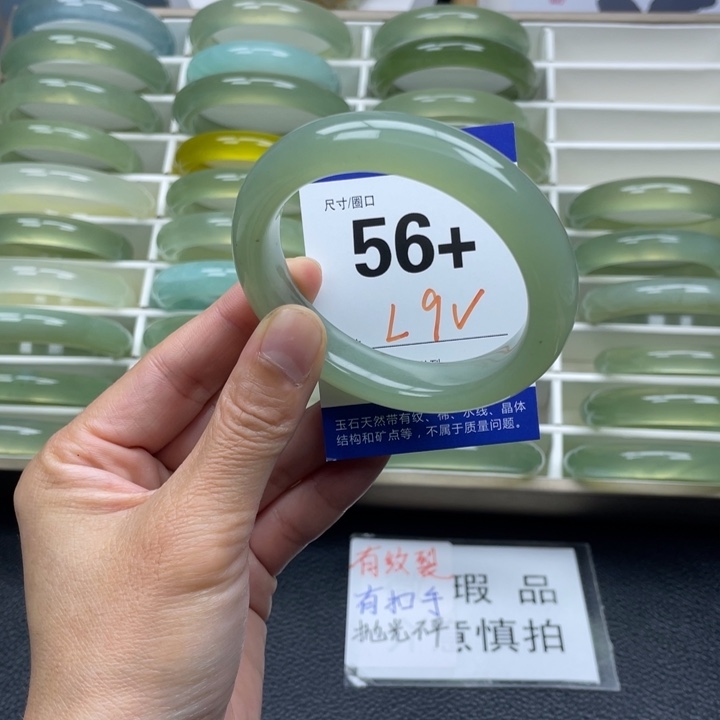 尺寸/圈口
56+
L9V
玉石天然带有纹、棉、水线、晶体
结构和矿点等，不属于质量问题。
有纹裂
有扣手
抛光不平
瑕 品
慎拍